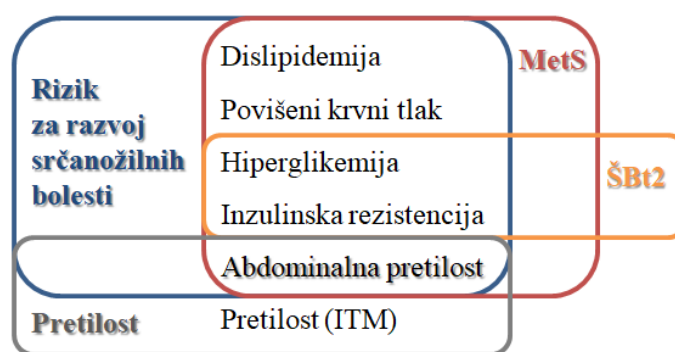 Rizik
za razvoj
srčanožilnih
bolesti
Dislipidemija
Povišeni krvni tlak
Hiperglikemija
Inzulinska rezistencija
Abdominalna pretilost
Pretilost (ITM)
MetS
ŠBt2
Pretilost